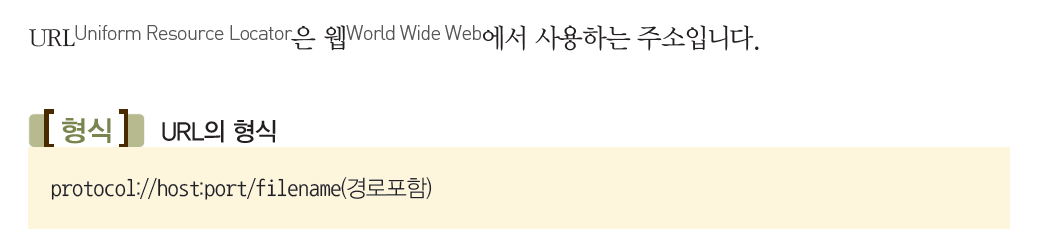 URLUniform Resource Locator은 웹World Wide Web에서 사용하는 주소입니다.
[형식] URL의 형식
protocol://host:port/filename(경로포함)